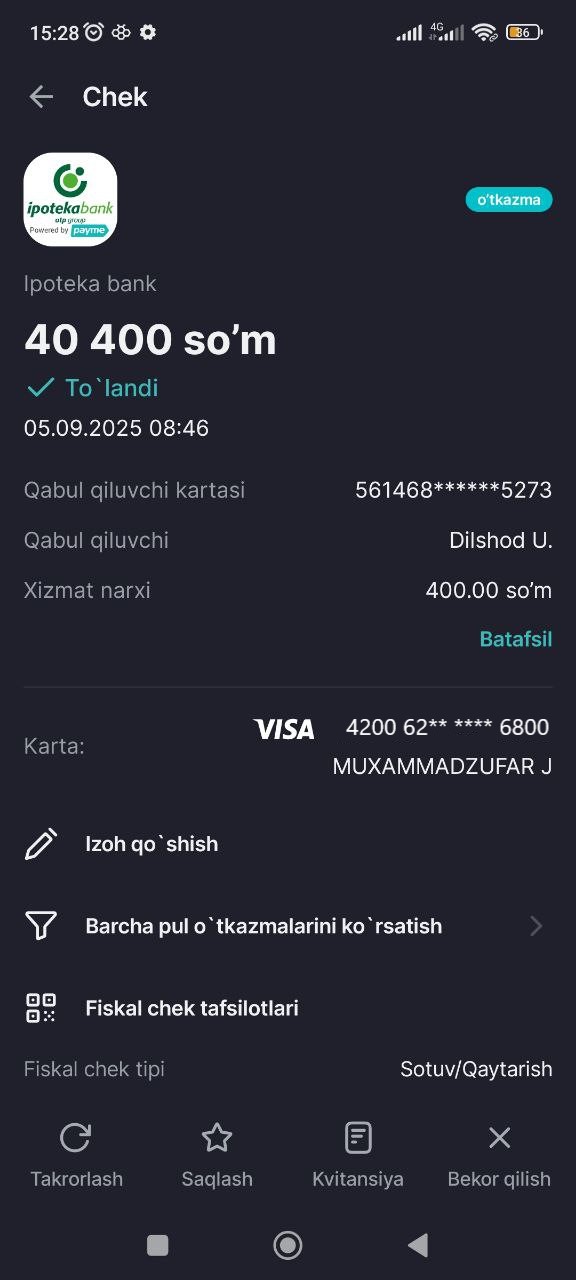 15:28 4G 36
Chek
ipotekabank
otp group
Powered by payme
o'tkazma
Ipoteka bank
40 400 so’m
To`landi
05.09.2025 08:46
Qabul qiluvchi kartasi 561468******5273
Qabul qiluvchi Dilshod U.
Xizmat narxi 400.00 so’m
Batafsil
Karta: VISA 4200 62** **** 6800
MUXAMMADZUFAR J
Izoh qo`shish
Barcha pul o`tkazmalarini ko`rsatish
Fiskal chek tafsilotlari
Fiskal chek tipi Sotuv/Qaytarish
Takrorlash Saqlash Kvitansiya Bekor qilish